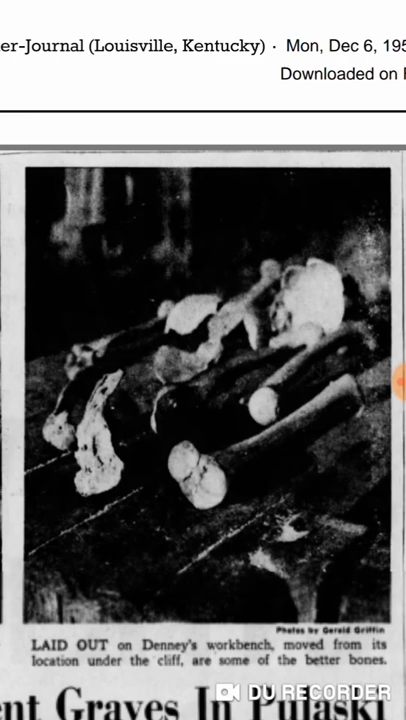 er-Journal (Louisville, Kentucky) · Mon, Dec 6, 195
Downloaded on
Photos by Gerald Griffin
LAID OUT on Denney's workbench, moved from its
location under the cliff, are some of the better bones.
nt Graves In Pulaski
DU RECORDER